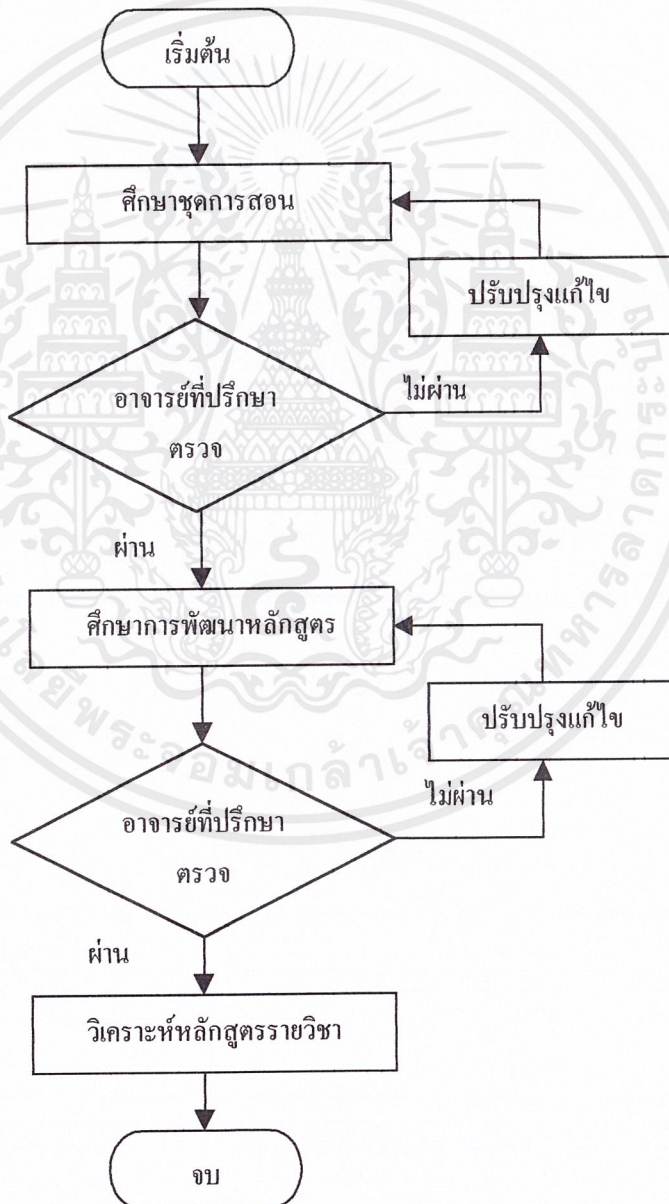 เริ่มต้น
ศึกษาชุดการสอน
ปรับปรุงแก้ไข
อาจารย์ที่ปรึกษา
ตรวจ
ไม่ผ่าน
ผ่าน
ศึกษาการพัฒนาหลักสูตร
ปรับปรุงแก้ไข
อาจารย์ที่ปรึกษา
ตรวจ
ไม่ผ่าน
ผ่าน
วิเคราะห์หลักสูตรรายวิชา
จบ